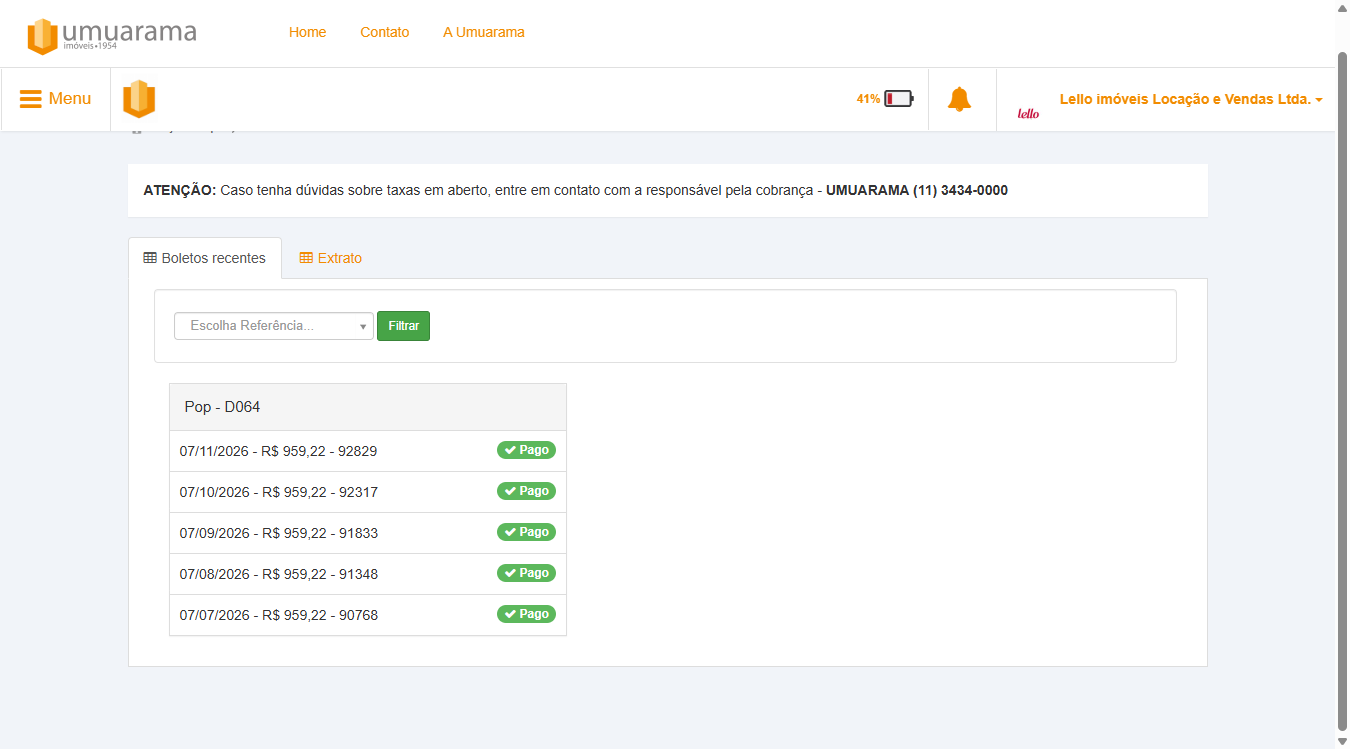 umuarama
imóveis•1954
Home
Contato
A Umuarama
Menu
41%
lello
Lello imóveis Locação e Vendas Ltda.
ATENÇÃO: Caso tenha dúvidas sobre taxas em aberto, entre em contato com a responsável pela cobrança - UMUARAMA (11) 3434-0000
Boletos recentes
Extrato
Escolha Referência...
Filtrar
Pop - D064
07/11/2026 - R$ 959,22 - 92829
Pago
07/10/2026 - R$ 959,22 - 92317
Pago
07/09/2026 - R$ 959,22 - 91833
Pago
07/08/2026 - R$ 959,22 - 91348
Pago
07/07/2026 - R$ 959,22 - 90768
Pago